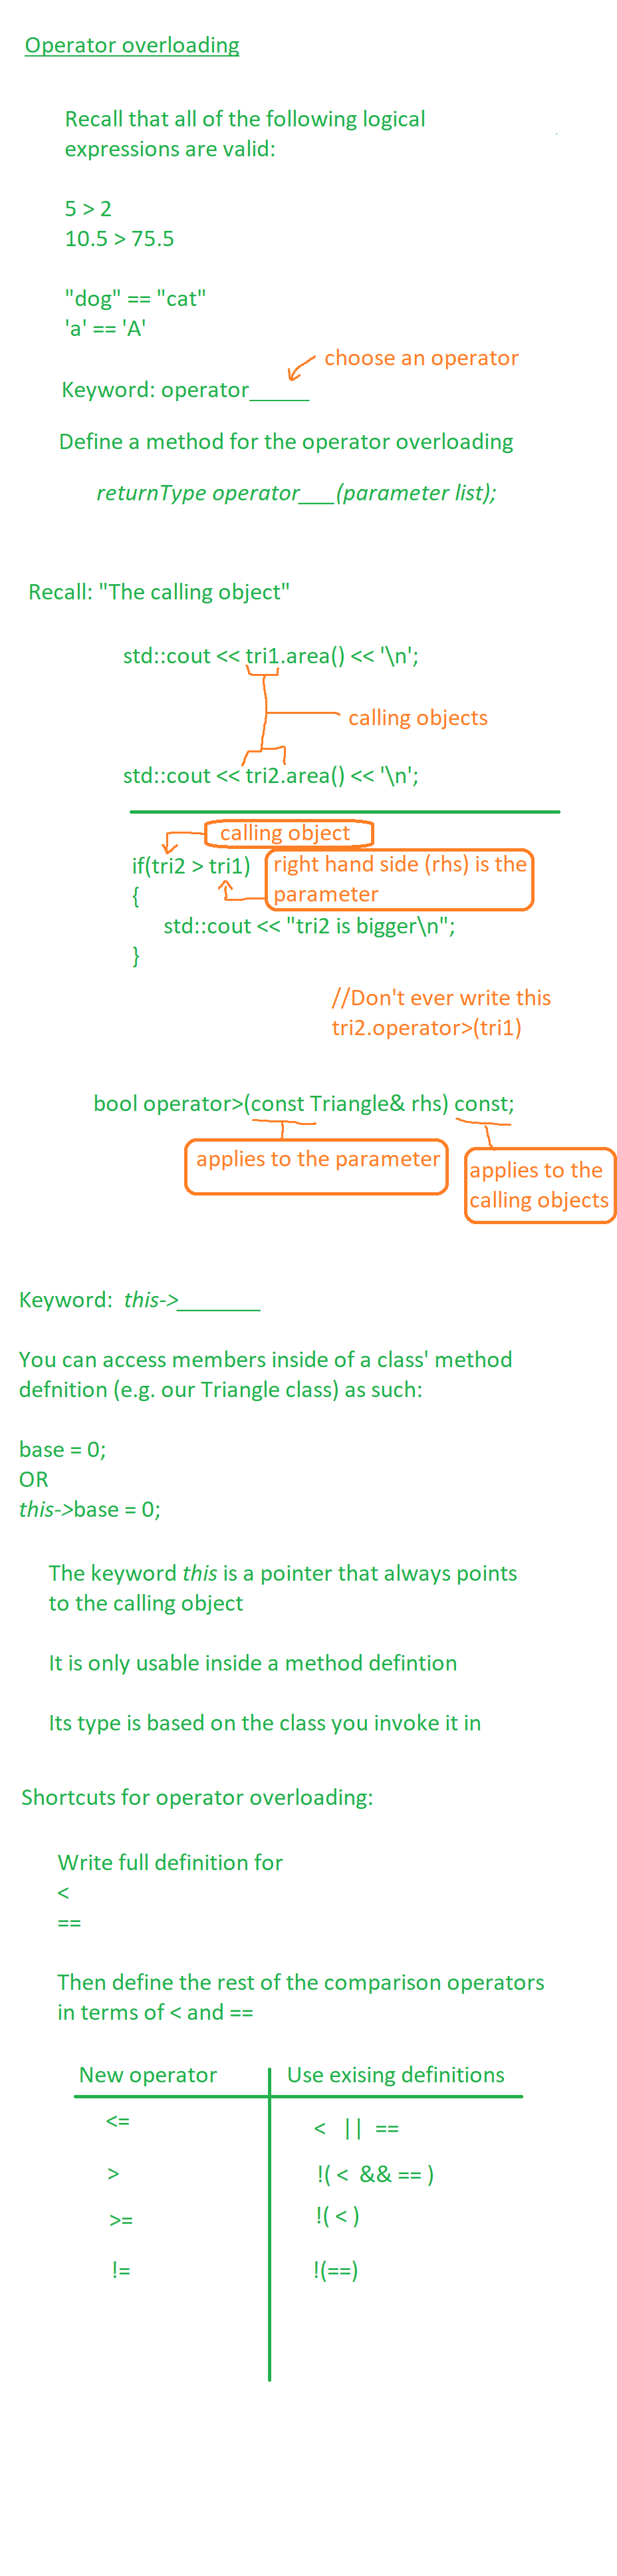 Operator overloading
Recall that all of the following logical
expressions are valid:
5 > 2
10.5 > 75.5
"dog" == "cat"
'a' == 'A'
choose an operator
Keyword: operator_____
Define a method for the operator overloading
returnType operator___(parameter list);
Recall: "The calling object"
std::cout << tri1.area() << '\n';
calling objects
std::cout << tri2.area() << '\n';
calling object
if(tri2 > tri1)
right hand side (rhs) is the
parameter
{
std::cout << "tri2 is bigger\n";
}
//Don't ever write this
tri2.operator>(tri1)
bool operator>(const Triangle& rhs) const;
applies to the parameter
applies to the
calling objects
Keyword: this->_______
You can access members inside of a class' method
defnition (e.g. our Triangle class) as such:
base = 0;
OR
this->base = 0;
The keyword this is a pointer that always points
to the calling object
It is only usable inside a method defintion
Its type is based on the class you invoke it in
Shortcuts for operator overloading:
Write full definition for
<
==
Then define the rest of the comparison operators
in terms of < and ==
New operator
Use exising definitions
<=
< || ==
>
!( < && == )
>=
!( < )
!=
!(==)